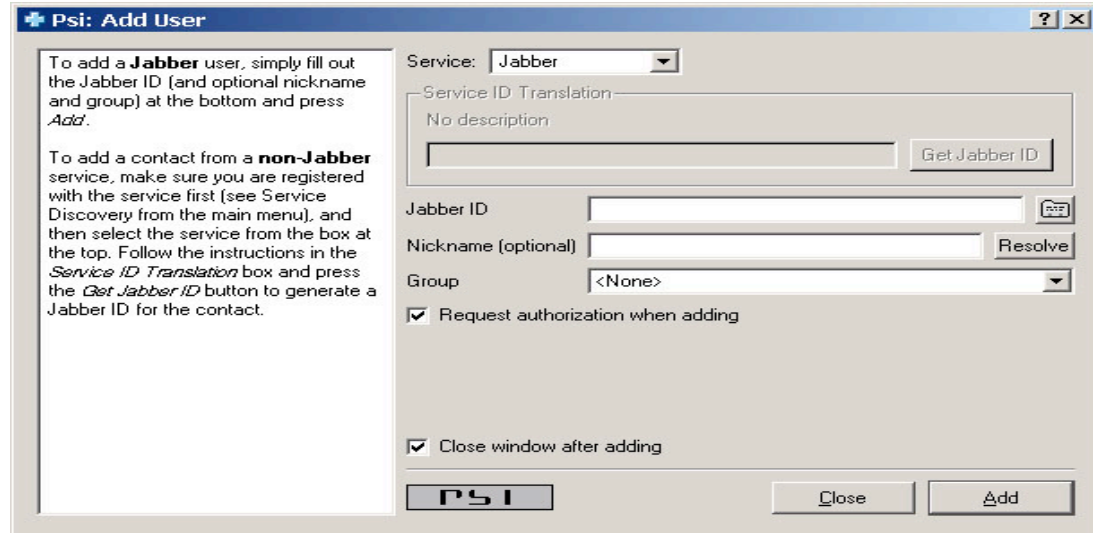 Psi: Add User
To add a Jabber user, simply fill out
the Jabber ID (and optional nickname
and group) at the bottom and press
Add.
To add a contact from a non-Jabber
service, make sure you are registered
with the service first (see Service
Discovery from the main menu), and
then select the service from the box at
the top. Follow the instructions in the
Service ID Translation box and press
the Get Jabber ID button to generate a
Jabber ID for the contact.
Service: Jabber
Service ID Translation
No description
Get Jabber ID
Jabber ID
Nickname (optional) Resolve
Group <None>
Request authorization when adding
Close window after adding
PSI Close Add